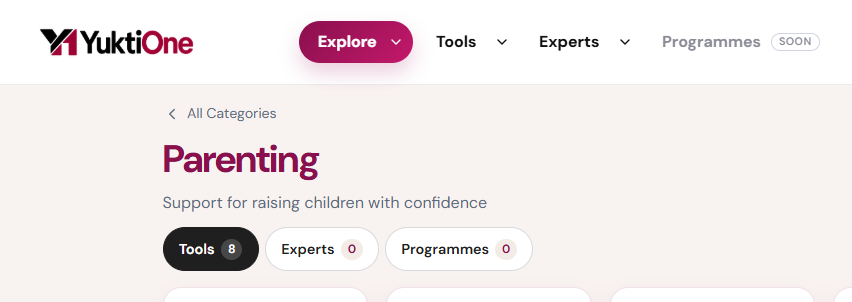 YuktiOne
Explore Tools Experts Programmes SOON
All Categories
Parenting
Support for raising children with confidence
Tools 8 Experts 0 Programmes 0